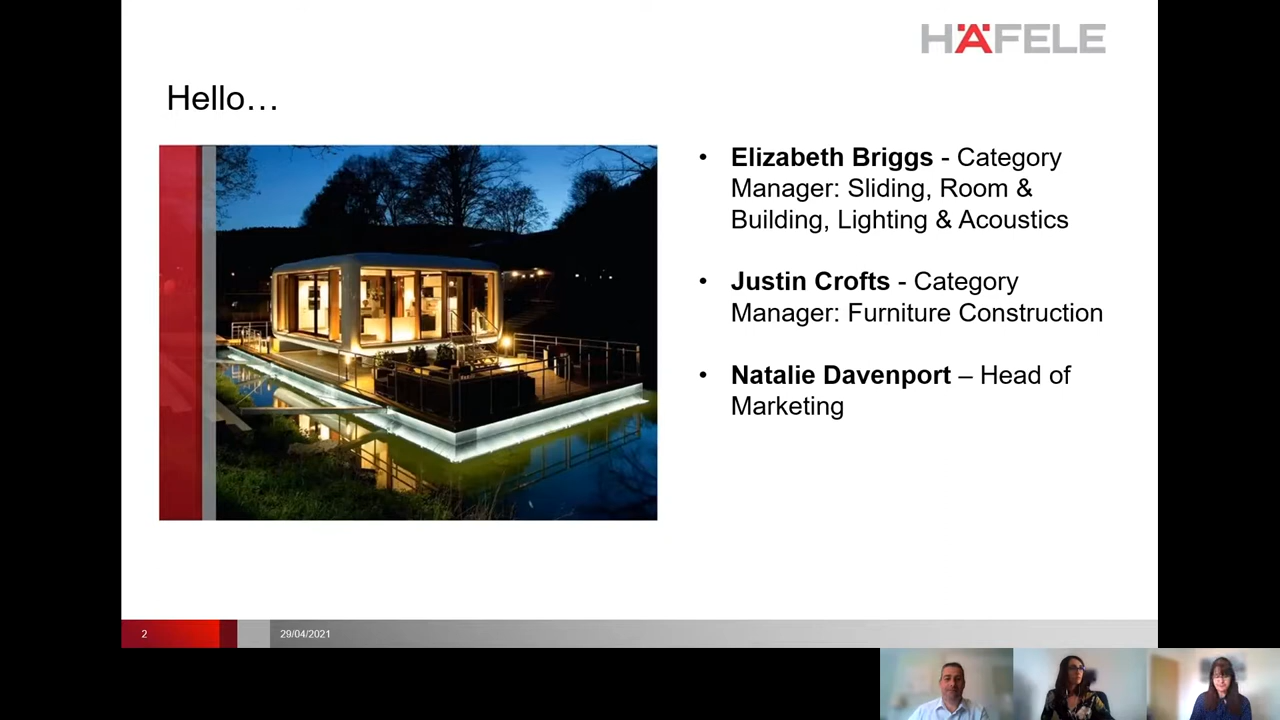 HÄFELE
Hello…
• Elizabeth Briggs - Category
Manager: Sliding, Room &
Building, Lighting & Acoustics
• Justin Crofts - Category
Manager: Furniture Construction
• Natalie Davenport – Head of
Marketing
2
29/04/2021